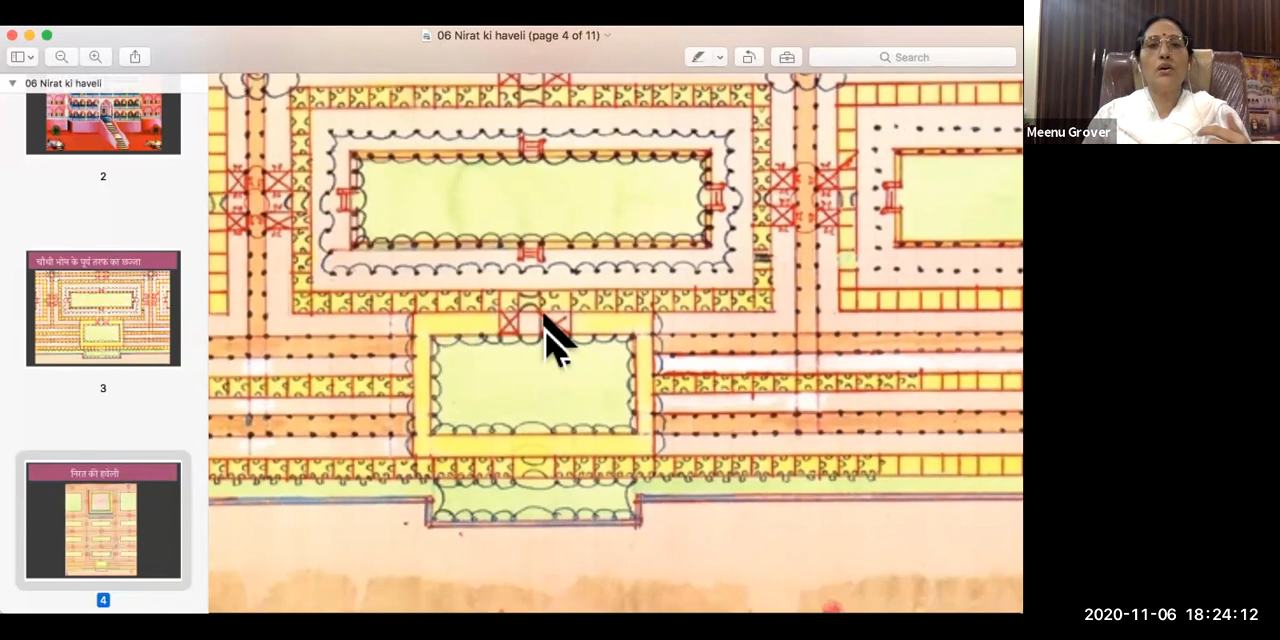 06 Nirat ki haveli (page 4 of 11)
Search
06 Nirat ki haveli
2
चौथी भोम के पूर्व तरफ का छज्जा
3
निरत की हवेली
4
Meenu Grover
2020-11-06 18:24:12